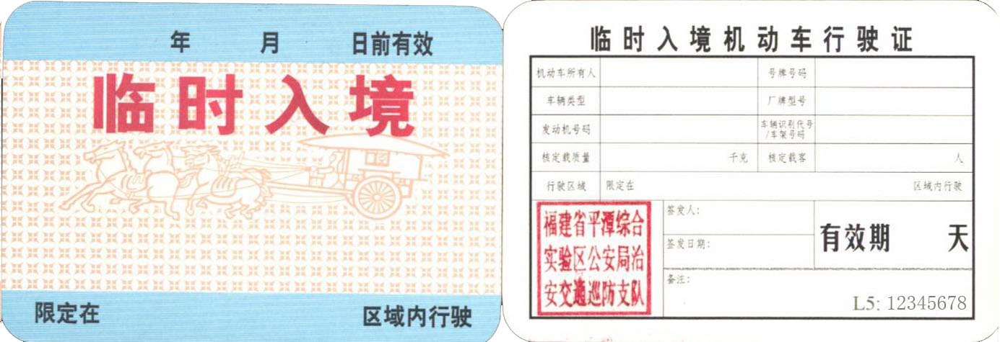 年 月 日前有效
临时入境
限定在 区域内行驶
临时入境机动车行驶证
机动车所有人 号牌号码
车辆类型 厂牌型号
发动机号码 车辆识别代号
/车架号码
核定载质量 千克 核定载客 人
行驶区域 限定在 区域内行驶
福建省平潭综合
实验区公安局治
安交通巡防支队
签发人:
签发日期:
有效期 天
备注:
L5: 12345678